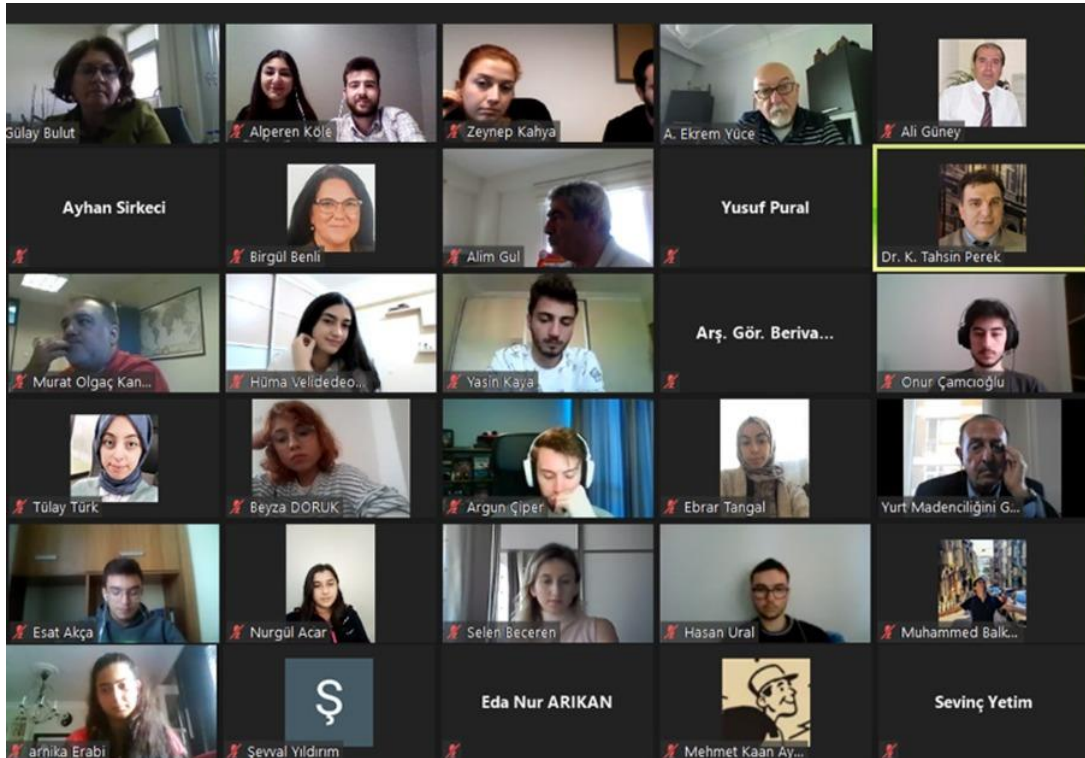 Gülay Bulut
Alperen Köle
Zeynep Kahya
A. Ekrem Yüce
Ali Güney
Ayhan Sirkeci
Birgül Benli
Alim Gul
Yusuf Pural
Dr. K. Tahsin Perek
Murat Olgaç Kan...
Hüma Velidedeo...
Yasin Kaya
Arş. Gör. Beriva...
Onur Çamcıoğlu
Tülay Türk
Beyza DORUK
Argun Çiper
Ebrar Tangal
Yurt Madenciliğini G...
Esat Akça
Nurgül Acar
Selen Beceren
Hasan Ural
Muhammed Balk...
arnika Erabi
Ş
Şevval Yıldırım
Eda Nur ARIKAN
Mehmet Kaan Ay...
Sevinç Yetim